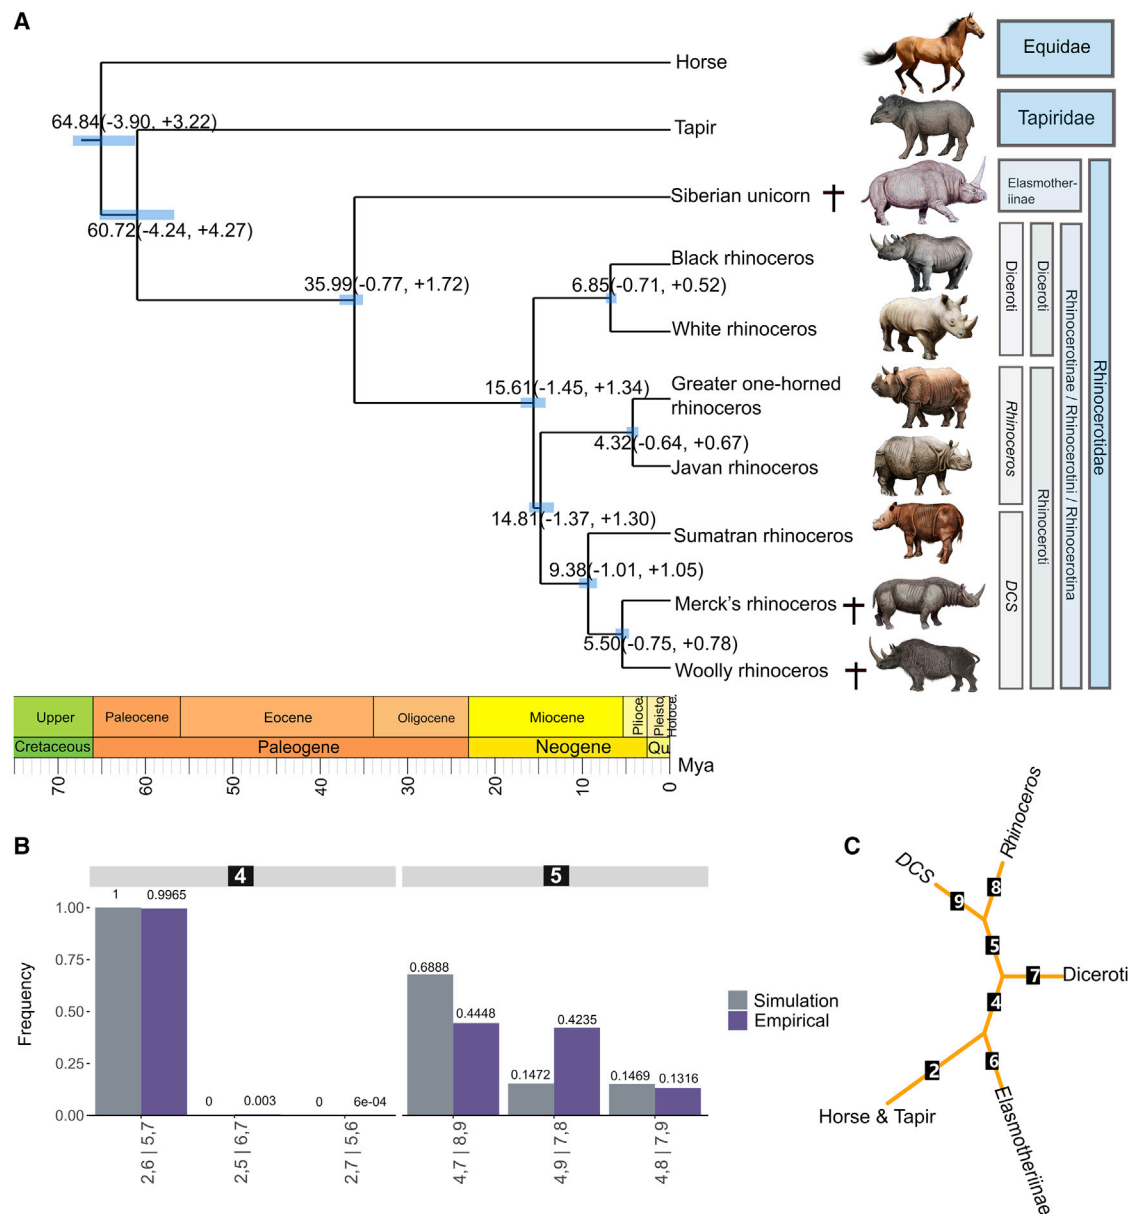 A
Horse
Equidae
64.84(-3.90, +3.22)
Tapir
Tapiridae
60.72(-4.24, +4.27)
Siberian unicorn
Elasmother-
iinae
35.99(-0.77, +1.72)
Black rhinoceros
6.85(-0.71, +0.52)
White rhinoceros
Diceroti
Diceroti
15.61(-1.45, +1.34)
Greater one-horned
rhinoceros
4.32(-0.64, +0.67)
Javan rhinoceros
Rhinoceros
14.81(-1.37, +1.30)
Sumatran rhinoceros
9.38(-1.01, +1.05)
Merck's rhinoceros
5.50(-0.75, +0.78)
Woolly rhinoceros
DCS
Rhinoceroti
Rhinocerotinae / Rhinocerotini / Rhinocerotina
Rhinocerotidae
Upper
Paleocene
Eocene
Oligocene
Miocene
Plioce.
Pleisto.
Holoce.
Cretaceous
Paleogene
Neogene
Qu
Mya
70
60
50
40
30
20
10
0
B
4
5
Frequency
1.00
0.75
0.50
0.25
0.00
1
0.9965
0
0.003
0
6e-04
0.6888
0.4448
0.1472
0.4235
0.1469
0.1316
2,6 | 5,7
2,5 | 6,7
2,7 | 5,6
4,7 | 8,9
4,9 | 7,8
4,8 | 7,9
Simulation
Empirical
C
Rhinoceros
DCS
8
9
5
7
Diceroti
4
2
6
Horse & Tapir
Elasmotheriinae